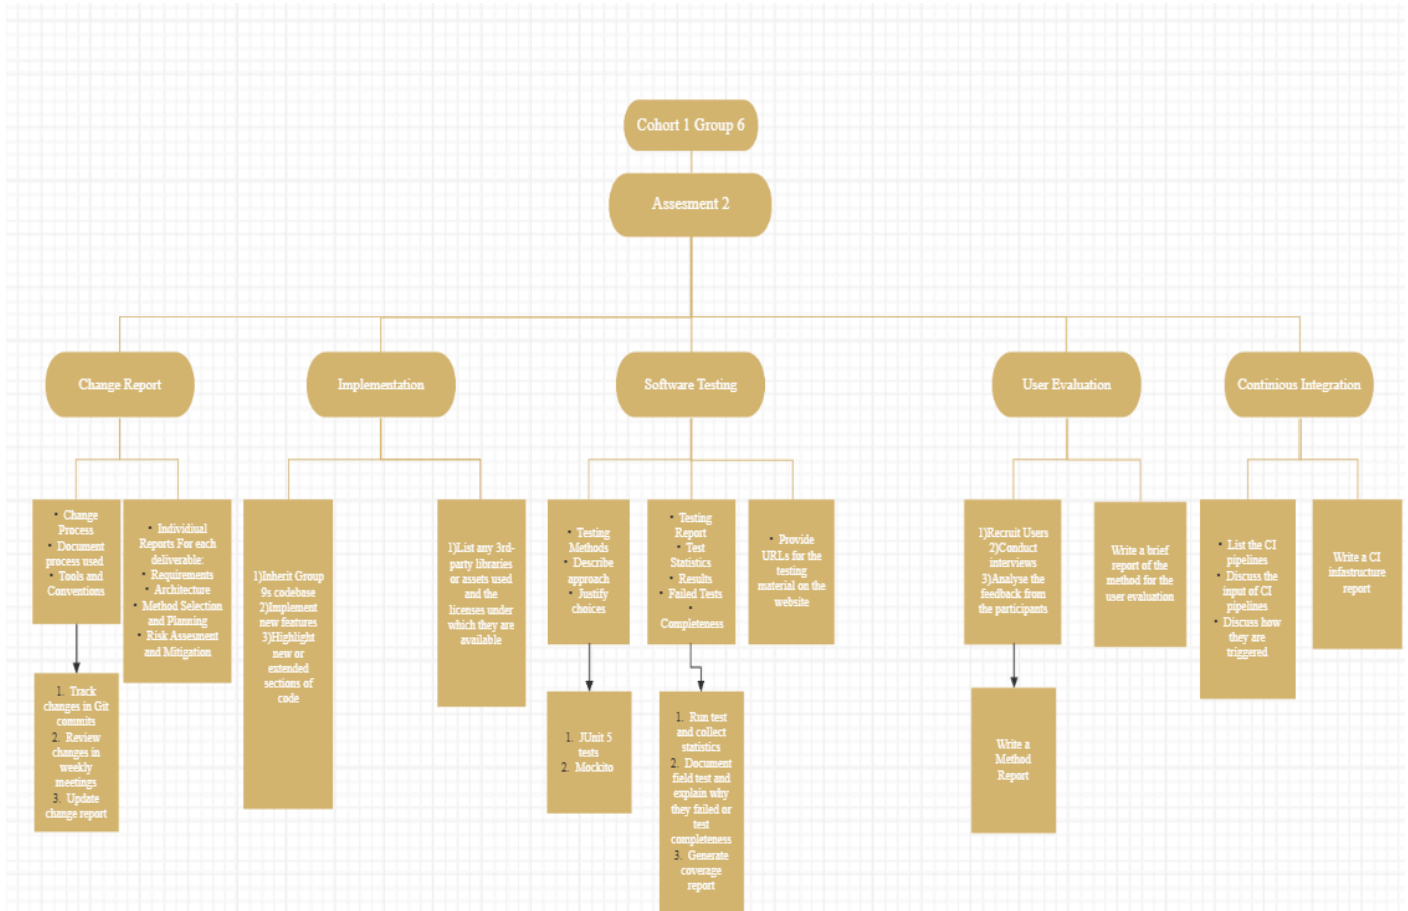 Cohort 1 Group 6
Assesment 2
Change Report
Implementation
Software Testing
User Evaluation
Continious Integration
• Change
Process
• Document
process used
• Tools and
Conventions
• Individiual
Reports For each
deliverable:
• Requirements
• Architecture
• Method Selection
and Planning
• Risk Assesment
and Mitigation
1)Inherit Group
9s codebase
2)Implement
new features
3)Highlight
new or
extended
sections of
code
1)List any 3rd-
party libraries
or assets used
and the
licenses under
which they are
available
• Testing
Methods
• Describe
approach
• Justify
choices
• Testing
Report
• Test
Statistics
• Results
• Failed Tests
•
Completeness
• Provide
URLs for the
testing
material on the
website
1)Recruit Users
2)Conduct
interviews
3)Analyse the
feedback from
the participants
Write a brief
report of the
method for the
user evaluation
• List the CI
pipelines
• Discuss the
input of CI
pipelines
• Discuss how
they are
triggered
Write a CI
infastructure
report
1. Track
changes in Git
commits
2. Review
changes in
weekly
meetings
3. Update
change report
1. JUnit 5
tests
2. Mockito
1. Run test
and collect
statistics
2. Document
field test and
explain why
they failed or
test
completeness
3. Generate
coverage
report
Write a
Method
Report